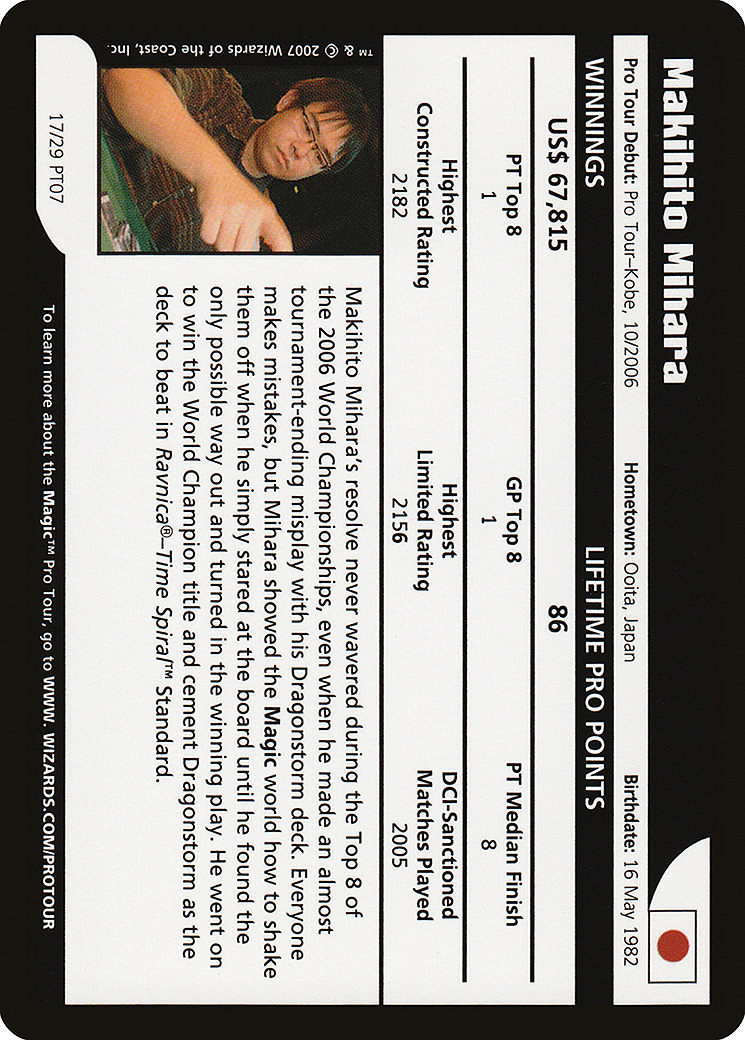 Makihito Mihara
Pro Tour Debut: Pro Tour–Kobe, 10/2006 Hometown: Ooita, Japan Birthdate: 16 May 1982
WINNINGS LIFETIME PRO POINTS
US$ 67,815 86
PT Top 8 GP Top 8 PT Median Finish
1 1 8
Highest Highest DCI-Sanctioned
Constructed Rating Limited Rating Matches Played
2182 2156 2005
Makihito Mihara’s resolve never wavered during the Top 8 of
the 2006 World Championships, even when he made an almost
tournament-ending misplay with his Dragonstorm deck. Everyone
makes mistakes, but Mihara showed the Magic world how to shake
them off when he simply stared at the board until he found the
only possible way out and turned in the winning play. He went on
to win the World Champion title and cement Dragonstorm as the
deck to beat in Ravnica®–Time Spiral™ Standard.
™ & © 2007 Wizards of the Coast, Inc.
17/29 PT07
To learn more about the Magic™ Pro Tour, go to WWW. WIZARDS.COM/PROTOUR